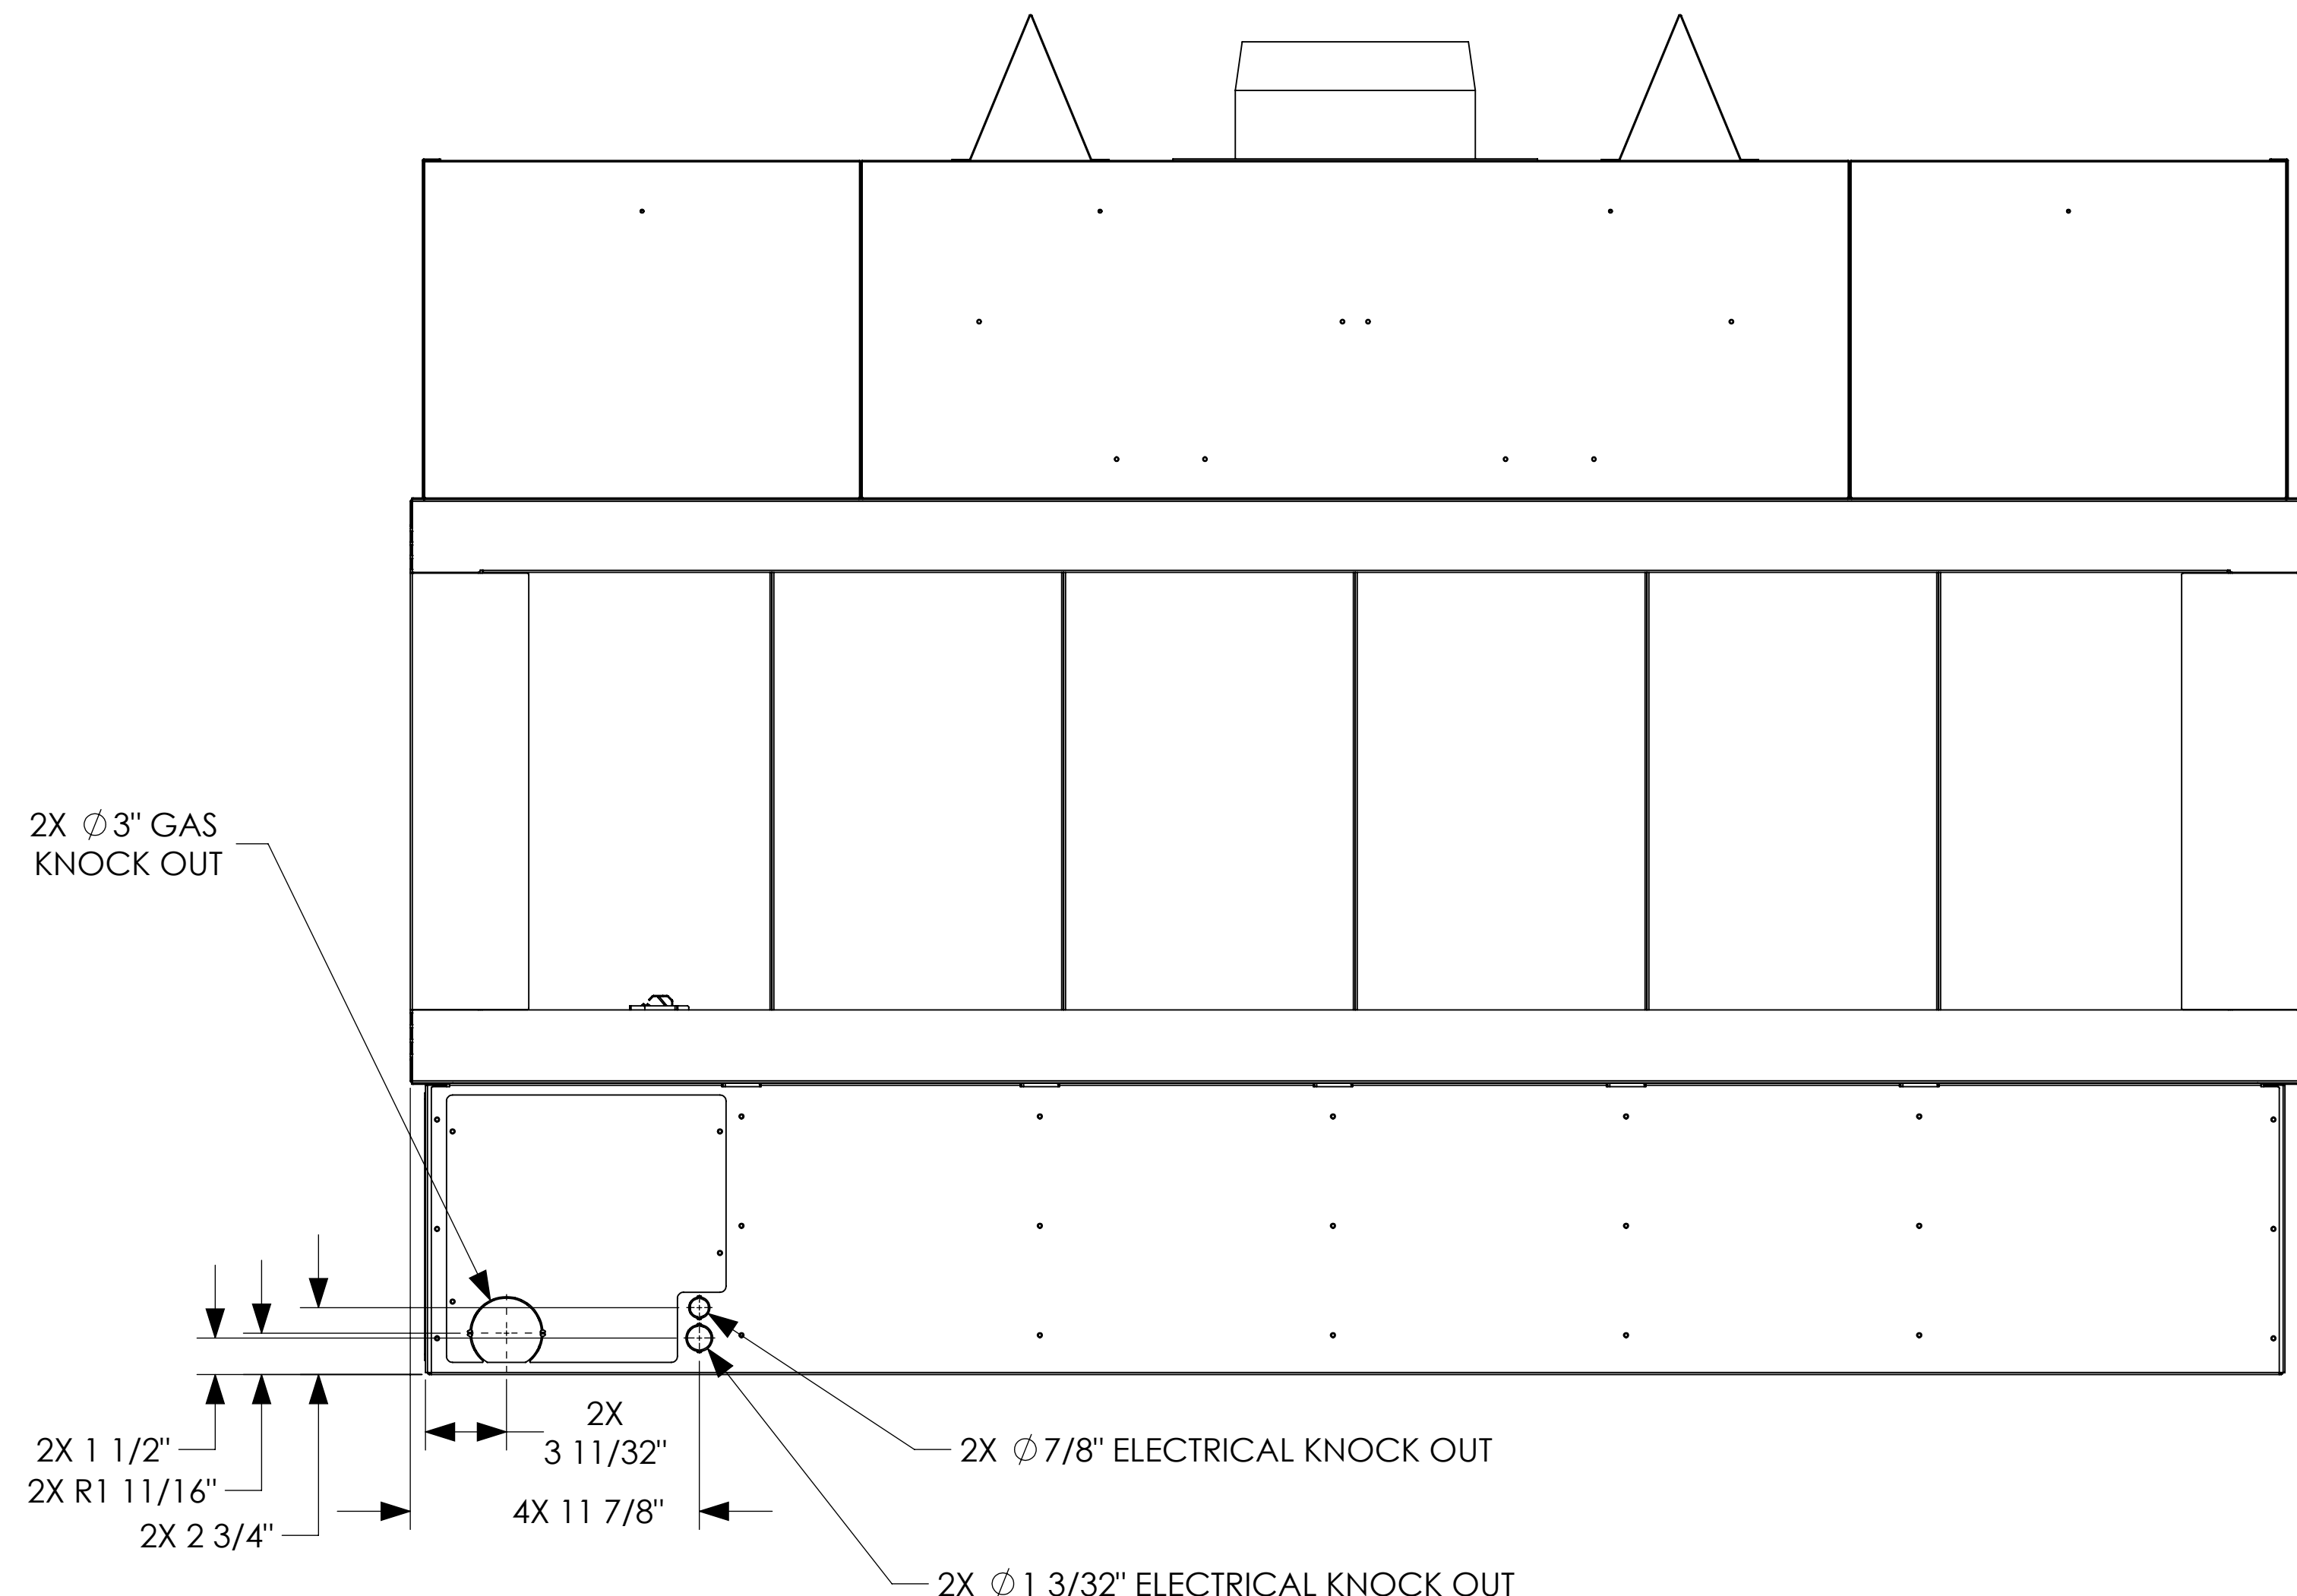 2X ∅3" GAS
KNOCK OUT
2X
3 11/32"
2X 1 1/2"
2X ∅7/8" ELECTRICAL KNOCK OUT
2X R1 11/16"
4X 11 7/8"
2X 2 3/4"
2X ∅1 3/32" ELECTRICAL KNOCK OUT